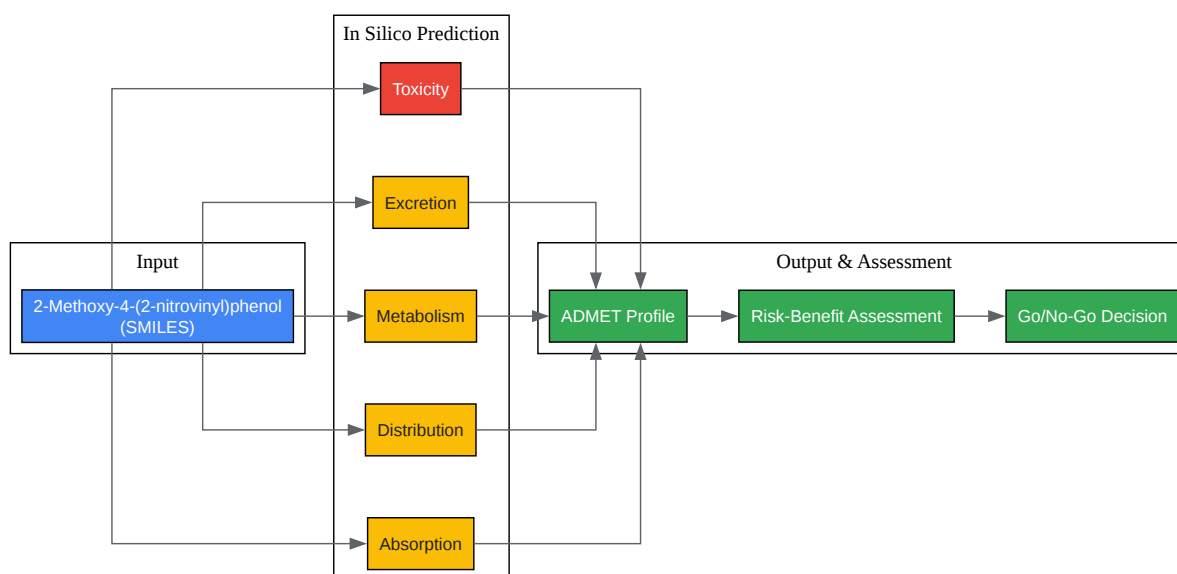 In Silico Prediction
Toxicity
Excretion
Input
2-Methoxy-4-(2-nitrovinyl)phenol
(SMILES)
Metabolism
Distribution
Absorption
Output & Assessment
ADMET Profile
Risk-Benefit Assessment
Go/No-Go Decision